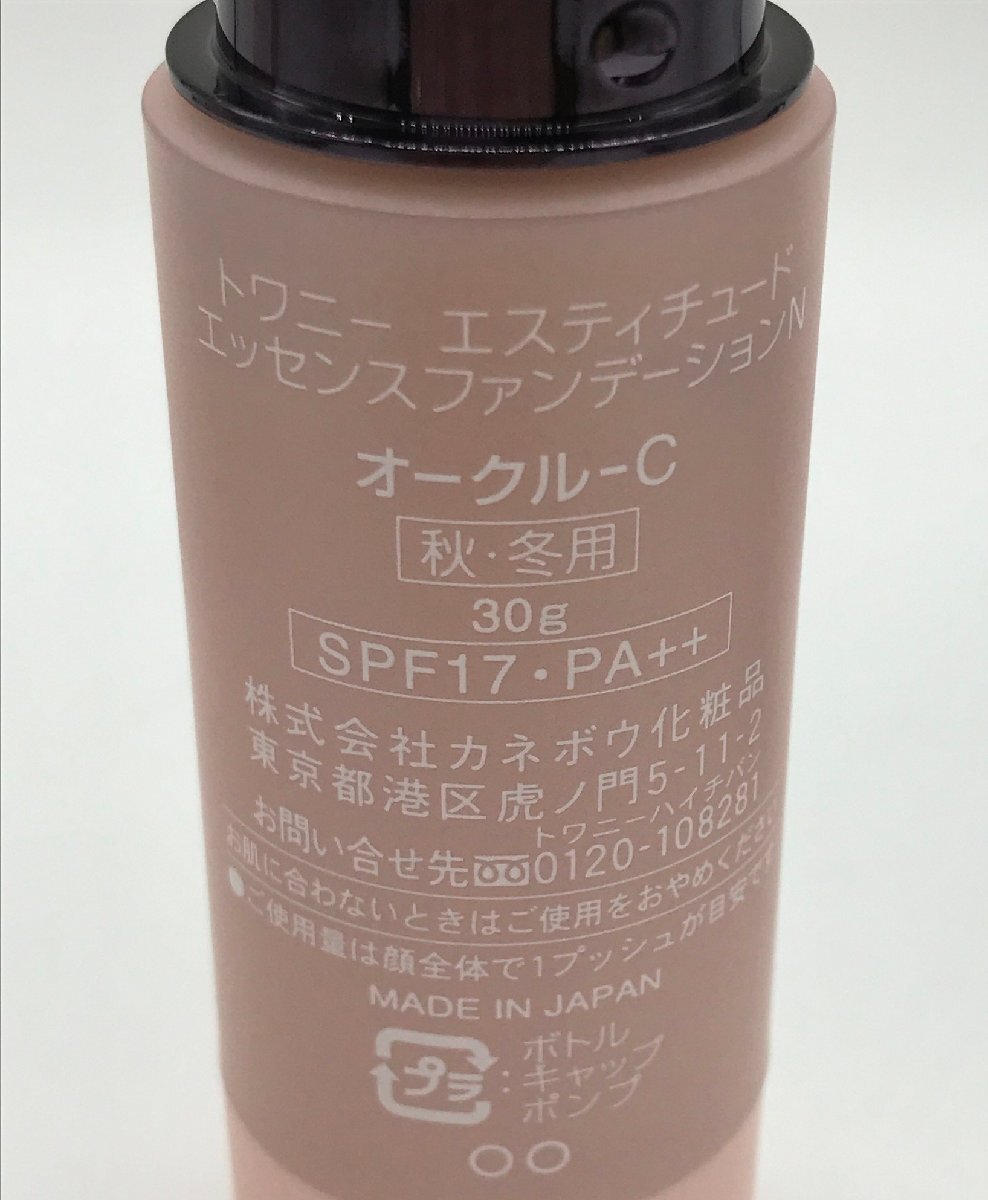 トワニー エスティチュード
エッセンスファンデーションN
オークル-C
秋・冬用
30g
SPF17・PA++
株式会社カネボウ化粧品
東京都港区虎ノ門5-11-2
トワニーハイチバン
お問い合せ先 0120-108281
お肌に合わないときはご使用をおやめください
●ご使用量は顔全体で1プッシュが目安です
MADE IN JAPAN
プラ : ボトル
キャップ
ポンプ